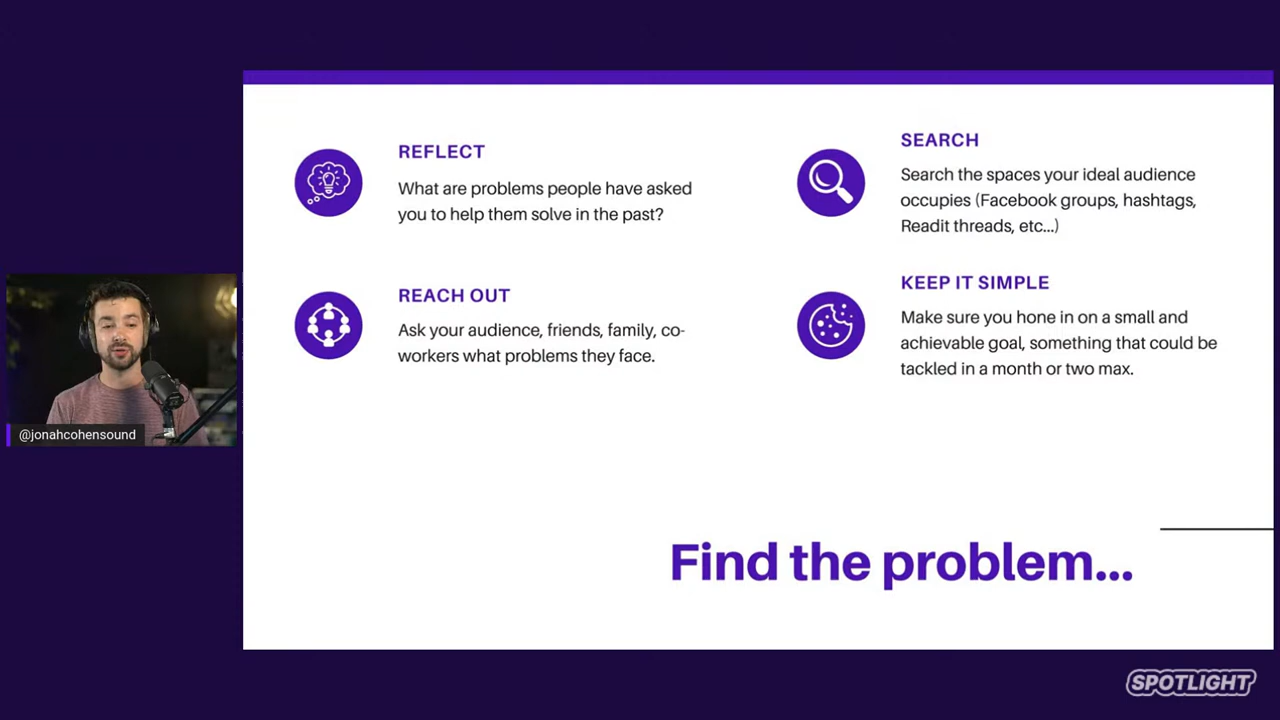 REFLECT
What are problems people have asked
you to help them solve in the past?
SEARCH
Search the spaces your ideal audience
occupies (Facebook groups, hashtags,
Readit threads, etc...)
REACH OUT
Ask your audience, friends, family, co-
workers what problems they face.
KEEP IT SIMPLE
Make sure you hone in on a small and
achievable goal, something that could be
tackled in a month or two max.
@jonahcohensound
Find the problem...
SPOTLIGHT